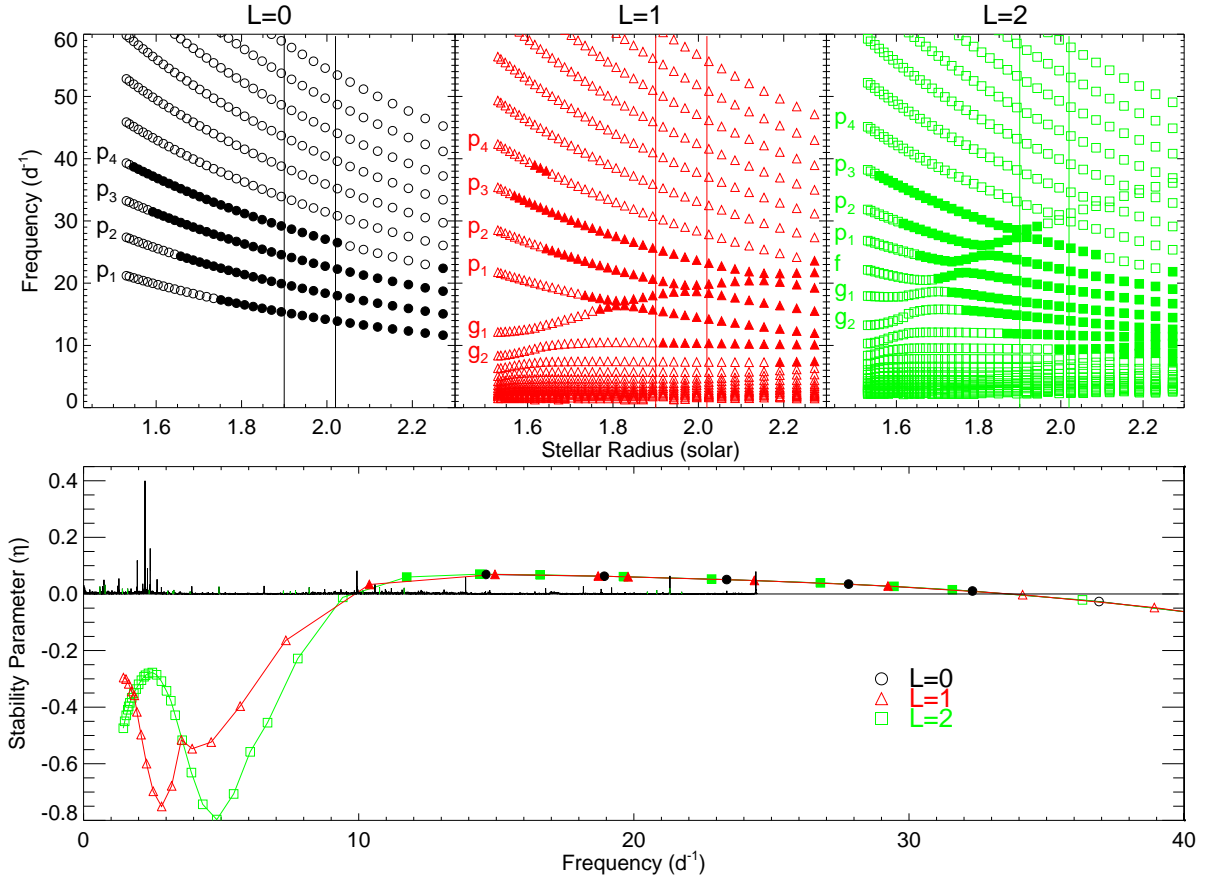 L=0 L=1 L=2
60
50
40
30
20
10
0
Frequency (d⁻¹)
p₄
p₃
p₂
p₁
p₄
p₃
p₂
p₁
g₁
g₂
p₄
p₃
p₂
p₁
f
g₁
g₂
1.6 1.8 2.0 2.2 1.6 1.8 2.0 2.2 1.6 1.8 2.0 2.2
Stellar Radius (solar)
0.4
0.2
0.0
-0.2
-0.4
-0.6
-0.8
Stability Parameter (η)
L=0
L=1
L=2
0 10 20 30 40
Frequency (d⁻¹)